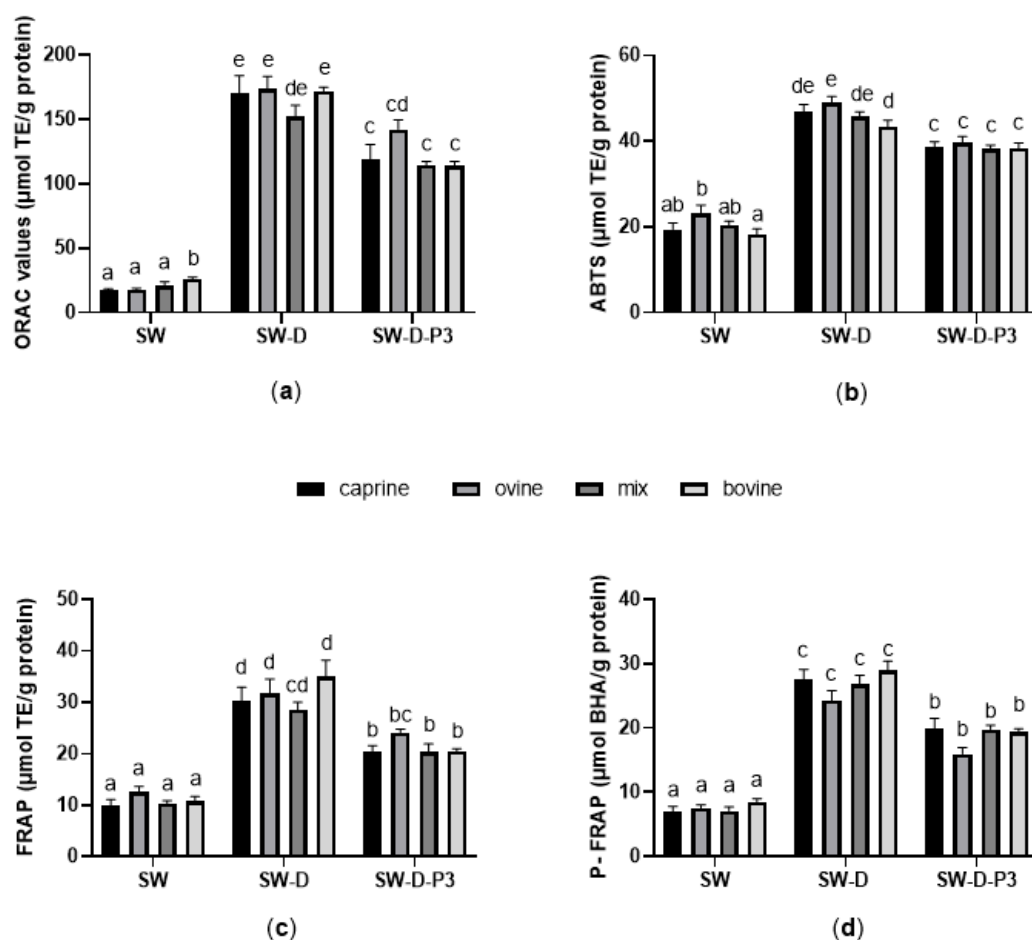 ORAC values (µmol TE/g protein)
200
150
100
50
0
a a a b
e e de e
c cd c c
SW SW-D SW-D-P3
(a)
ABTS (µmol TE/g protein)
60
40
20
0
ab b ab a
de e de d
c c c c
SW SW-D SW-D-P3
(b)
caprine ovine mix bovine
FRAP (µmol TE/g protein)
50
40
30
20
10
0
a a a a
d d cd d
b bc b b
SW SW-D SW-D-P3
(c)
P- FRAP (µmol BHA/g protein)
40
30
20
10
0
a a a a
c c c c
b b b b
SW SW-D SW-D-P3
(d)